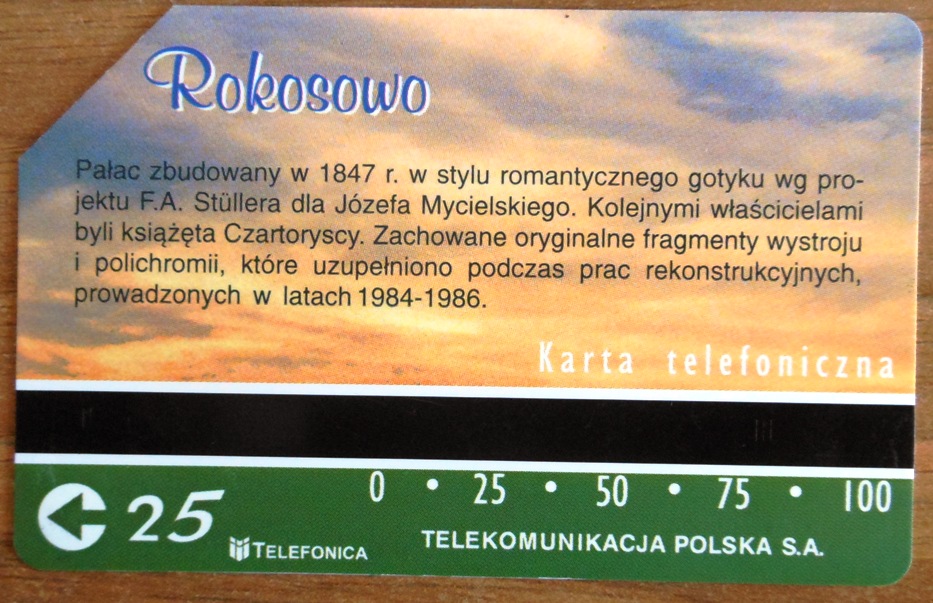 Rokosowo
Pałac zbudowany w 1847 r. w stylu romantycznego gotyku wg pro-
jektu F.A. Stüllera dla Józefa Mycielskiego. Kolejnymi właścicielami
byli książęta Czartoryscy. Zachowane oryginalne fragmenty wystroju
i polichromii, które uzupełniono podczas prac rekonstrukcyjnych,
prowadzonych w latach 1984-1986.
Karta telefoniczna
0 • 25 • 50 • 75 • 100
25
TELEFONICA
TELEKOMUNIKACJA POLSKA S.A.